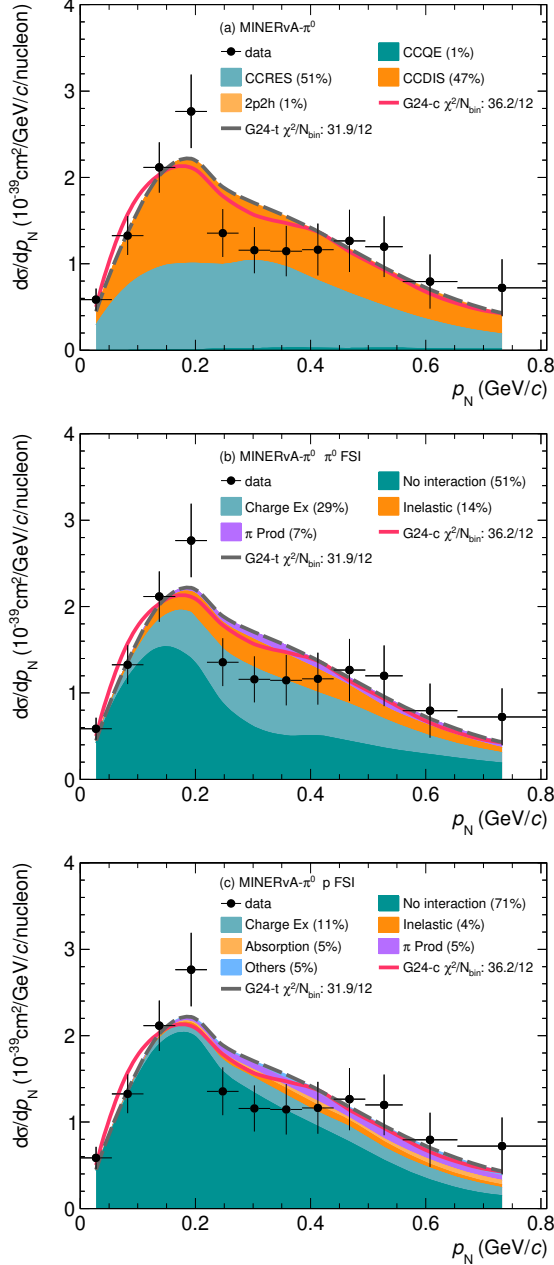 (a) MINERvA-π⁰
data
CCQE (1%)
CCRES (51%)
CCDIS (47%)
2p2h (1%)
G24-c χ²/N_bin: 36.2/12
G24-t χ²/N_bin: 31.9/12
dσ/dp_N (10⁻³⁹cm²/GeV/c/nucleon)
4
3
2
1
0
0
0.2
0.4
0.6
0.8
p_N (GeV/c)
(b) MINERvA-π⁰ π⁰ FSI
data
No interaction (51%)
Charge Ex (29%)
Inelastic (14%)
π Prod (7%)
G24-c χ²/N_bin: 36.2/12
G24-t χ²/N_bin: 31.9/12
dσ/dp_N (10⁻³⁹cm²/GeV/c/nucleon)
4
3
2
1
0
0
0.2
0.4
0.6
0.8
p_N (GeV/c)
(c) MINERvA-π⁰ p FSI
data
No interaction (71%)
Charge Ex (11%)
Inelastic (4%)
Absorption (5%)
π Prod (5%)
Others (5%)
G24-c χ²/N_bin: 36.2/12
G24-t χ²/N_bin: 31.9/12
dσ/dp_N (10⁻³⁹cm²/GeV/c/nucleon)
4
3
2
1
0
0
0.2
0.4
0.6
0.8
p_N (GeV/c)